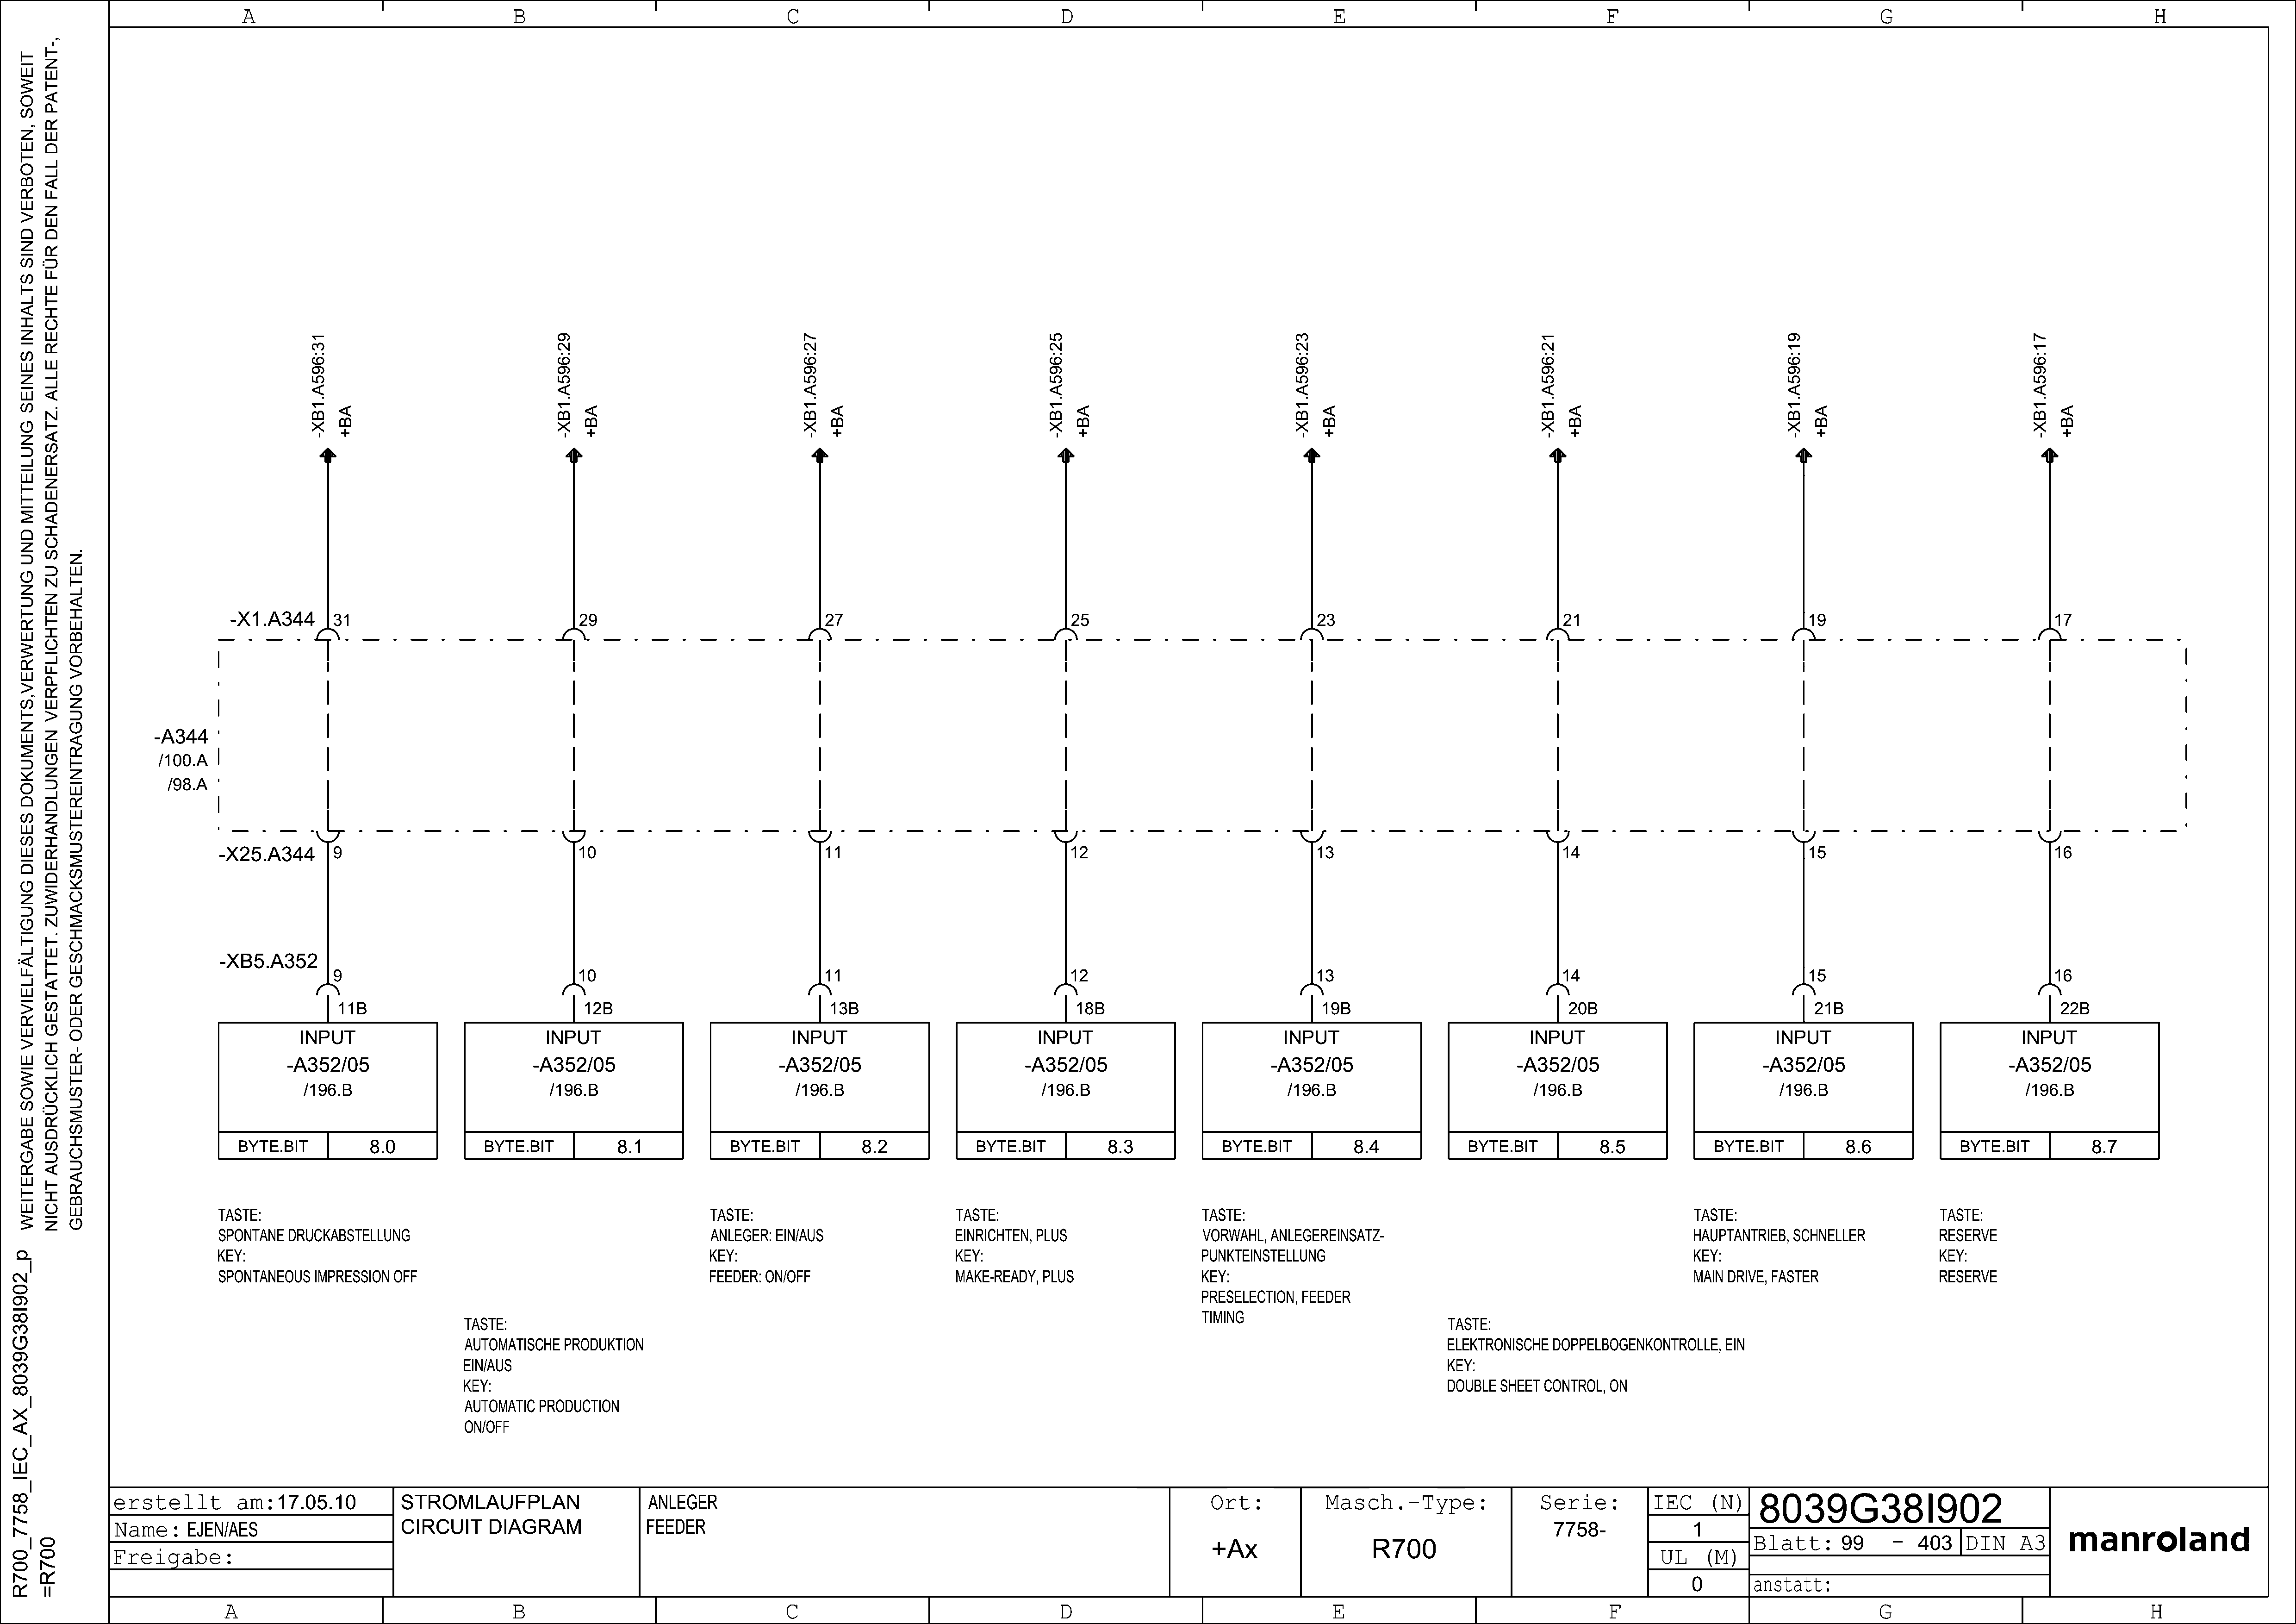 A B C D E F G H
WEITERGABE SOWIE VERVIELFÄLTIGUNG DIESES DOKUMENTS,VERWERTUNG UND MITTEILUNG SEINES INHALTS SIND VERBOTEN, SOWEIT
NICHT AUSDRÜCKLICH GESTATTET. ZUWIDERHANDLUNGEN VERPFLICHTEN ZU SCHADENERSATZ. ALLE RECHTE FÜR DEN FALL DER PATENT-,
GEBRAUCHSMUSTER- ODER GESCHMACKSMUSTEREINTRAGUNG VORBEHALTEN.
R700_7758_IEC_AX_8039G38I902_p
=R700
-XB1.A596:31
+BA
-XB1.A596:29
+BA
-XB1.A596:27
+BA
-XB1.A596:25
+BA
-XB1.A596:23
+BA
-XB1.A596:21
+BA
-XB1.A596:19
+BA
-XB1.A596:17
+BA
-X1.A344 31 29 27 25 23 21 19 17
-A344
/100.A
/98.A
-X25.A344 9 10 11 12 13 14 15 16
-XB5.A352
9 10 11 12 13 14 15 16
11B 12B 13B 18B 19B 20B 21B 22B
INPUT INPUT INPUT INPUT INPUT INPUT INPUT INPUT
-A352/05 -A352/05 -A352/05 -A352/05 -A352/05 -A352/05 -A352/05 -A352/05
/196.B /196.B /196.B /196.B /196.B /196.B /196.B /196.B
BYTE.BIT 8.0 BYTE.BIT 8.1 BYTE.BIT 8.2 BYTE.BIT 8.3 BYTE.BIT 8.4 BYTE.BIT 8.5 BYTE.BIT 8.6 BYTE.BIT 8.7
TASTE:
SPONTANE DRUCKABSTELLUNG
KEY:
SPONTANEOUS IMPRESSION OFF
TASTE:
AUTOMATISCHE PRODUKTION
EIN/AUS
KEY:
AUTOMATIC PRODUCTION
ON/OFF
TASTE:
ANLEGER: EIN/AUS
KEY:
FEEDER: ON/OFF
TASTE:
EINRICHTEN, PLUS
KEY:
MAKE-READY, PLUS
TASTE:
VORWAHL, ANLEGEREINSATZ-
PUNKTEINSTELLUNG
KEY:
PRESELECTION, FEEDER
TIMING
TASTE:
ELEKTRONISCHE DOPPELBOGENKONTROLLE, EIN
KEY:
DOUBLE SHEET CONTROL, ON
TASTE:
HAUPTANTRIEB, SCHNELLER
KEY:
MAIN DRIVE, FASTER
TASTE:
RESERVE
KEY:
RESERVE
erstellt am:17.05.10
Name: EJEN/AES
Freigabe:
STROMLAUFPLAN
CIRCUIT DIAGRAM
ANLEGER
FEEDER
Ort:
+Ax
Masch.-Type:
R700
Serie:
7758-
IEC (N)
1
UL (M)
0
8039G38I902
Blatt: 99 - 403 DIN A3
anstatt:
manroland
A B C D E F G H